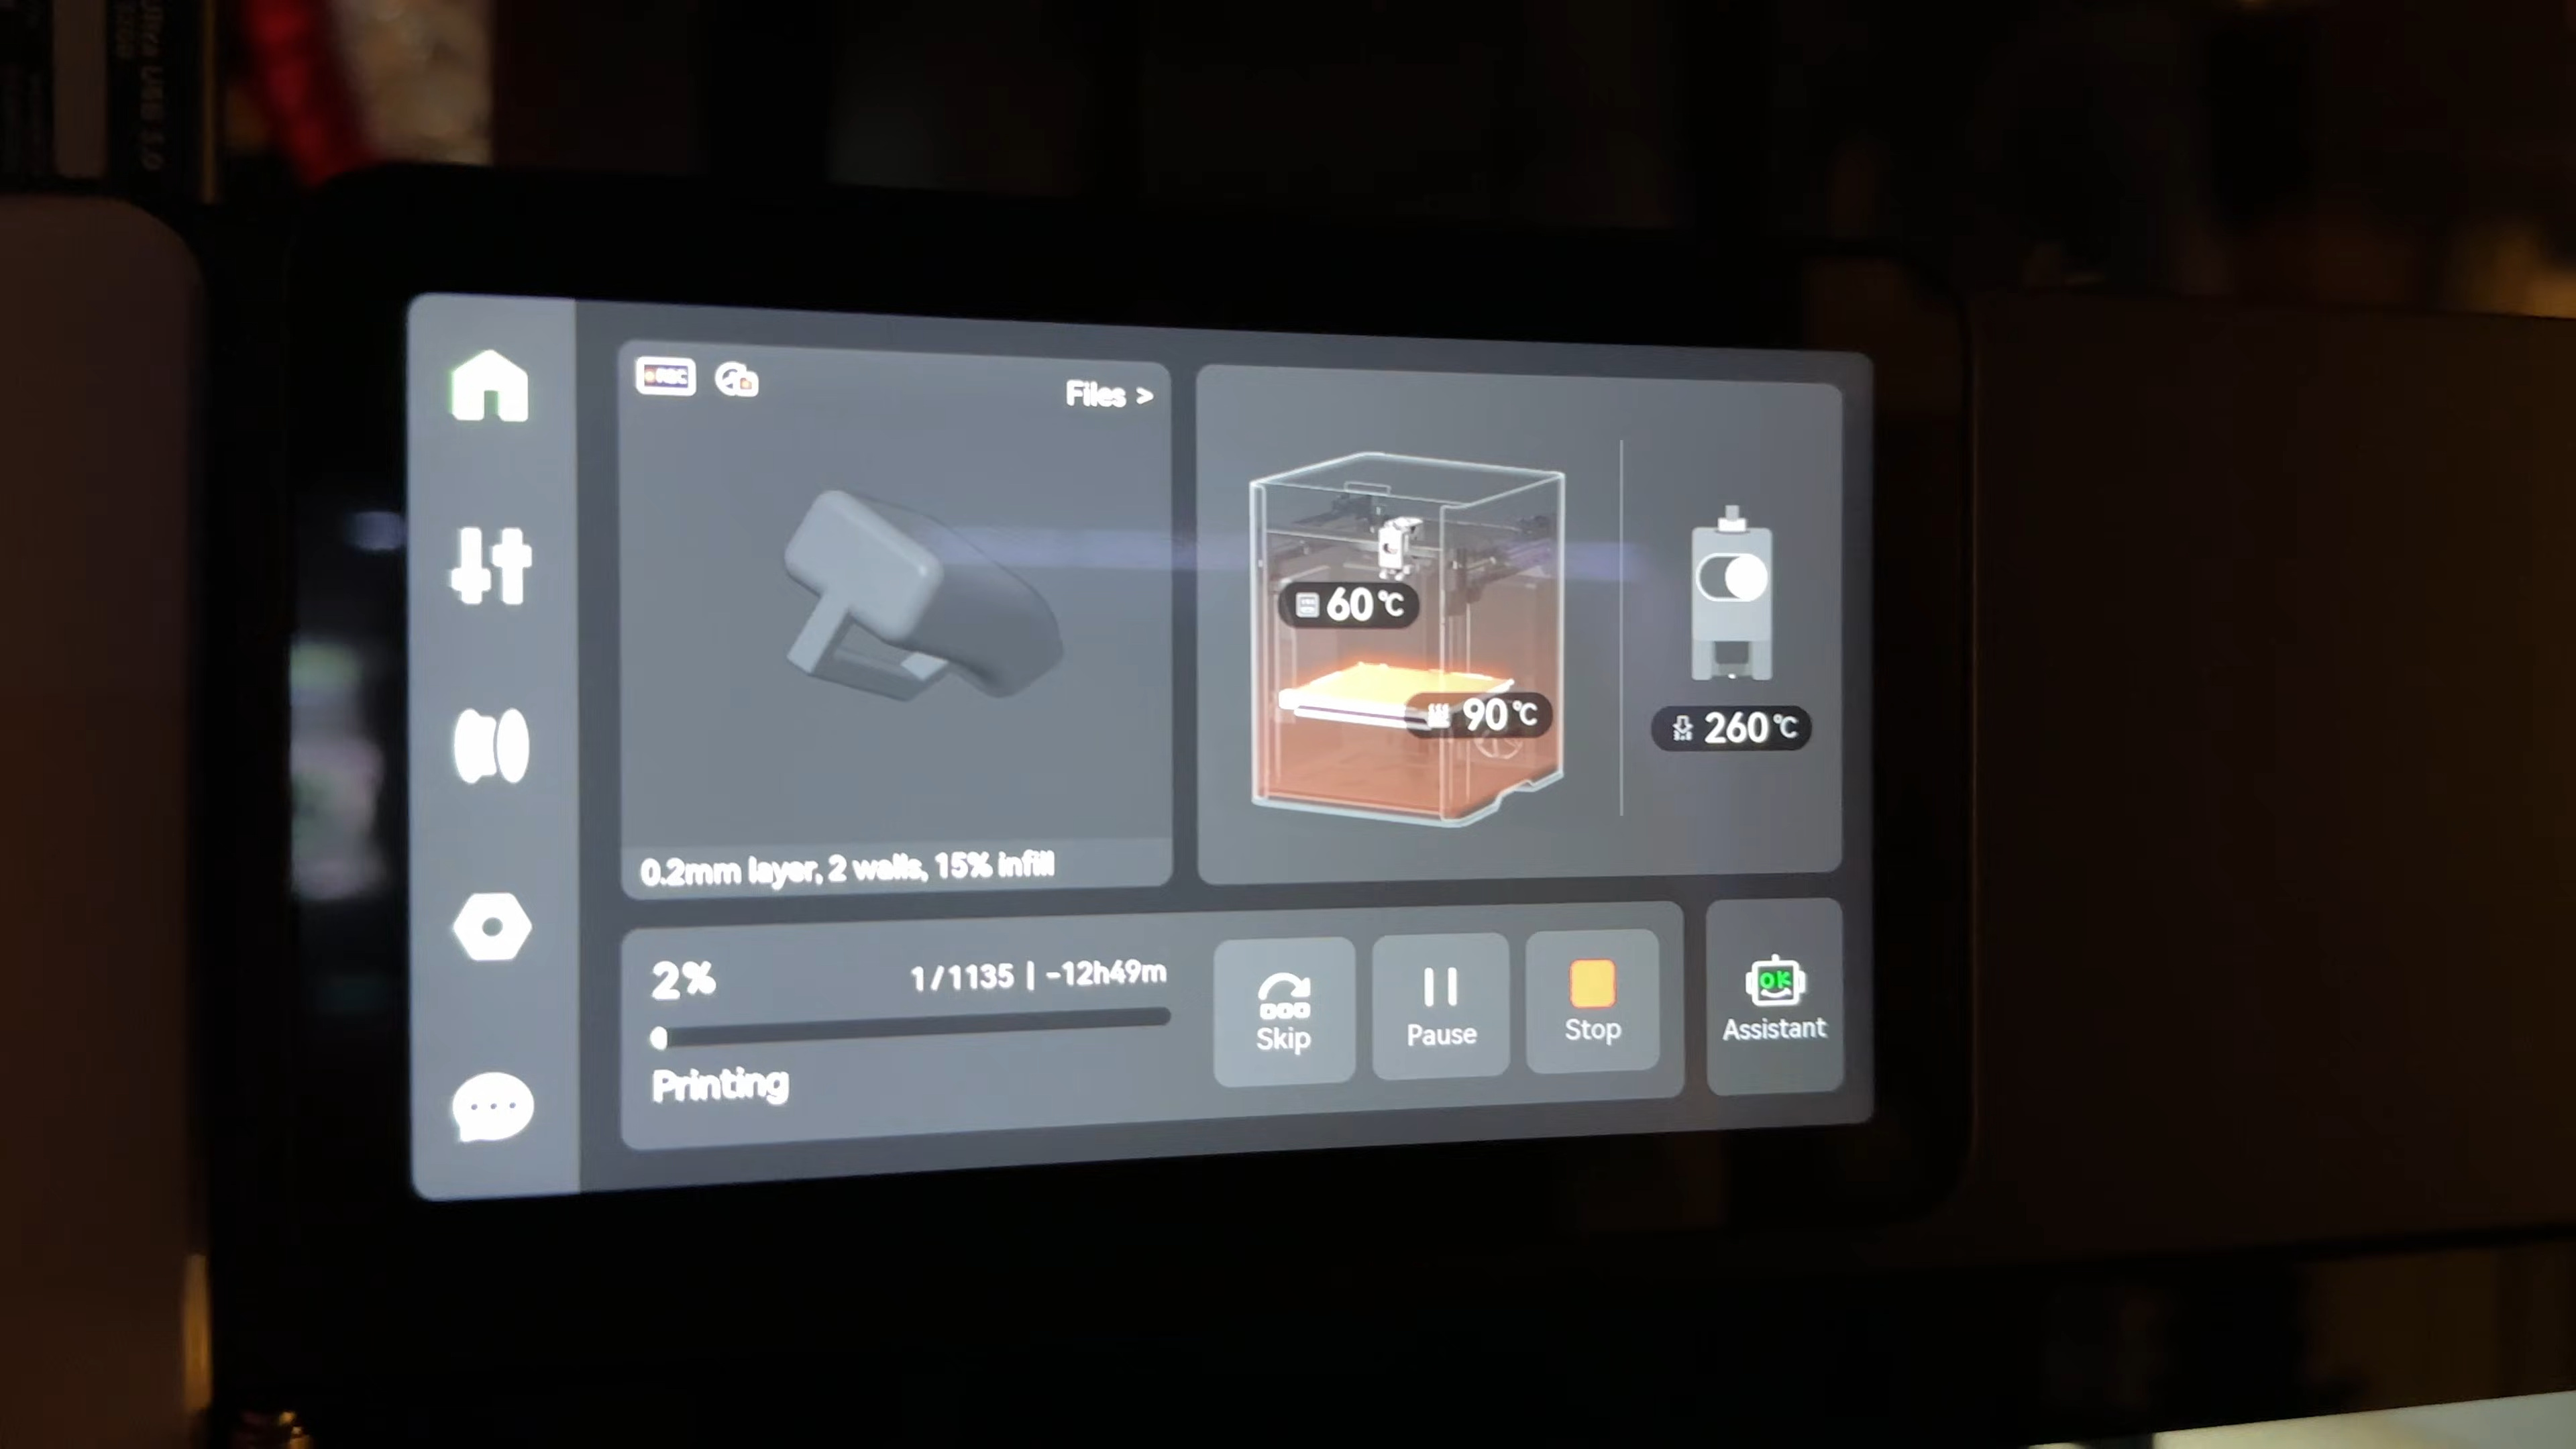 REC
Files >
60°C
90°C
260°C
0.2mm layer, 2 walls, 15% infill
2%
1/1135 | -12h49m
Printing
Skip
Pause
Stop
OK
Assistant